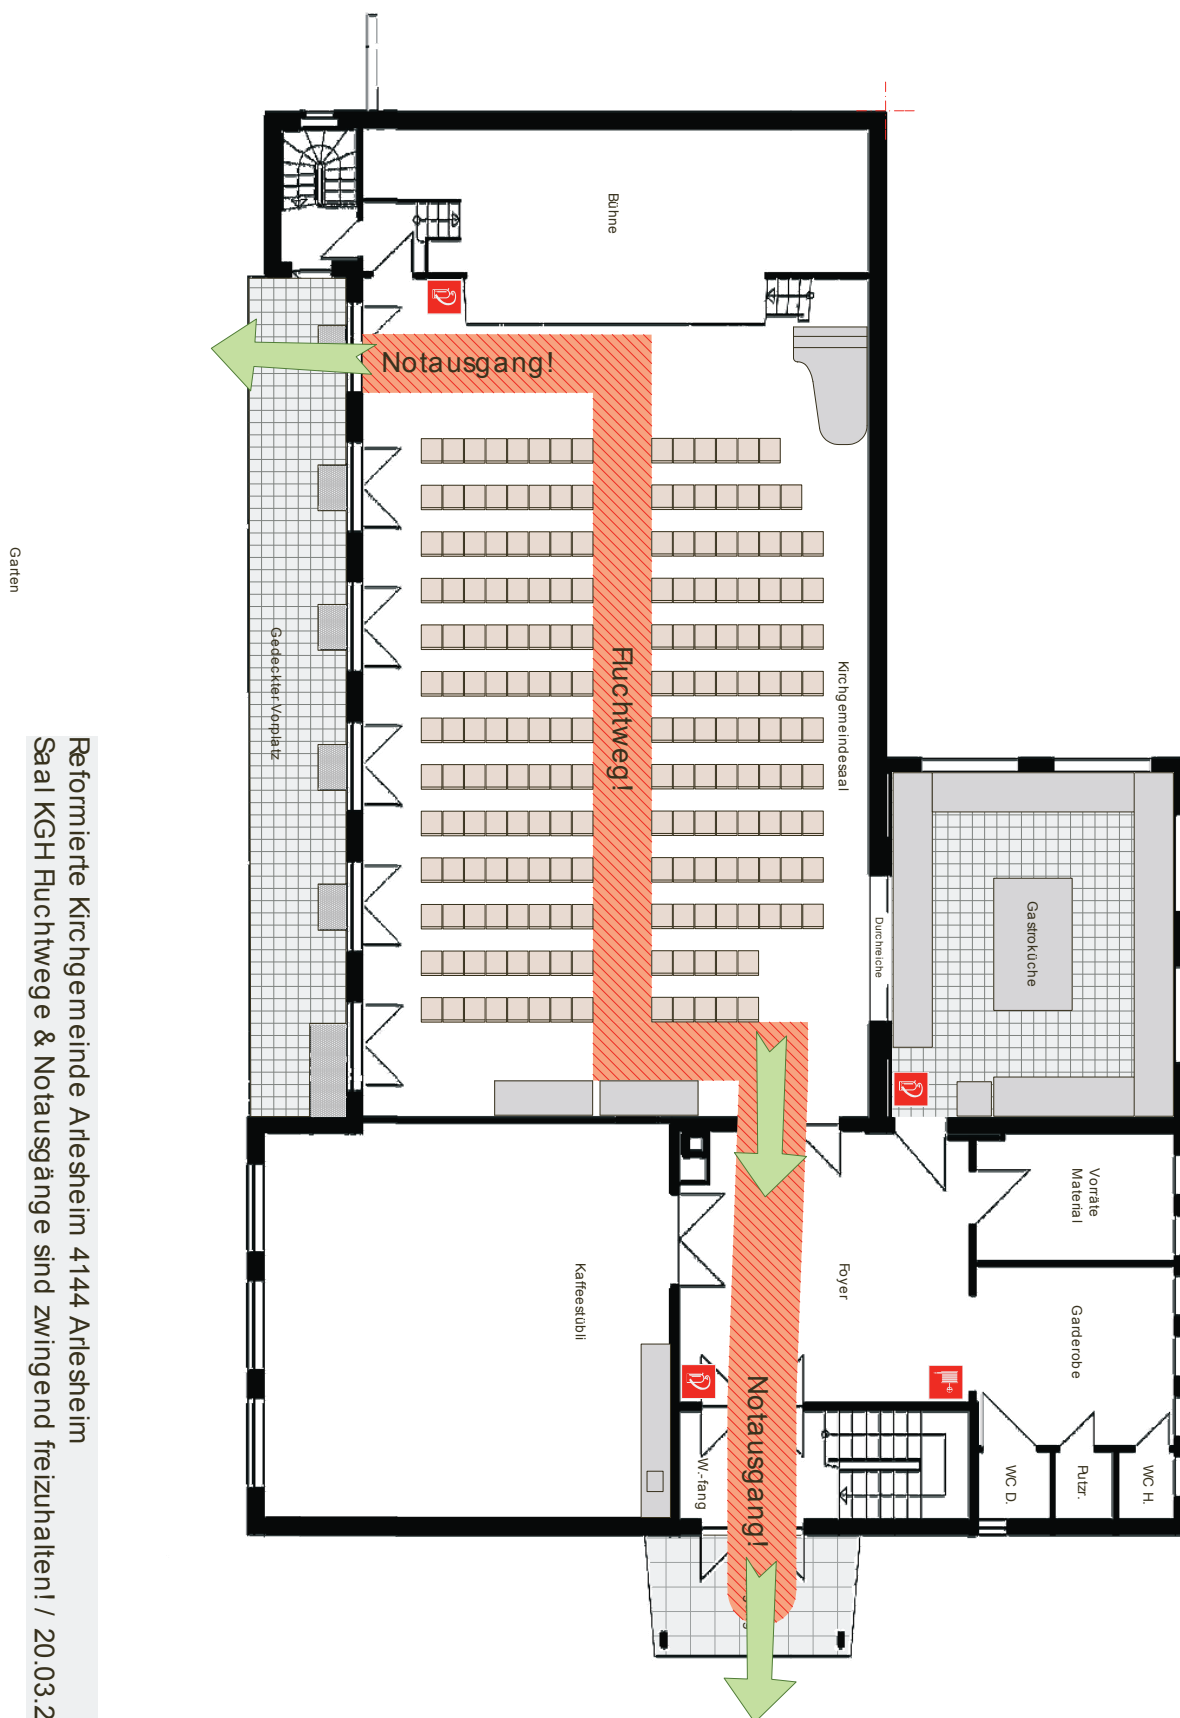 Bühne
Notausgang!
Garten
Gedeckter Vorplatz
Fluchtweg!
Kirchgemeindesaal
Durchreiche
Gastroküche
Vorräte
Material
Kaffeestübli
Foyer
Garderobe
Notausgang!
W.-fang
WC D.
Putzr.
WC H.
Reformierte Kirchgemeinde Arlesheim 4144 Arlesheim
Saal KGH Fluchtwege & Notausgänge sind zwingend freizuhalten! / 20.03.2